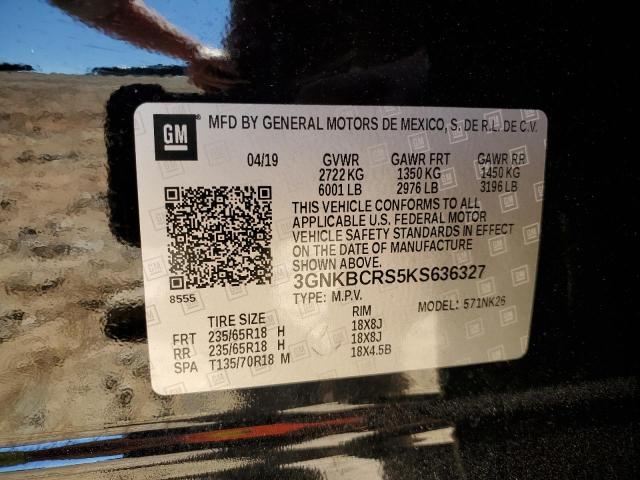 GM
MFD BY GENERAL MOTORS DE MEXICO, S. DE R.L. DE C.V.
04/19 GVWR GAWR FRT GAWR RR
2722 KG 1350 KG 1450 KG
6001 LB 2976 LB 3196 LB
THIS VEHICLE CONFORMS TO ALL
APPLICABLE U.S. FEDERAL MOTOR
VEHICLE SAFETY STANDARDS IN EFFECT
ON THE DATE OF MANUFACTURE
SHOWN ABOVE.
3GNKBCRS5KS636327
8555
TYPE: M.P.V. MODEL: 571NK26
TIRE SIZE RIM
FRT 235/65R18 H 18X8J
RR 235/65R18 H 18X8J
SPA T135/70R18 M 18X4.5B